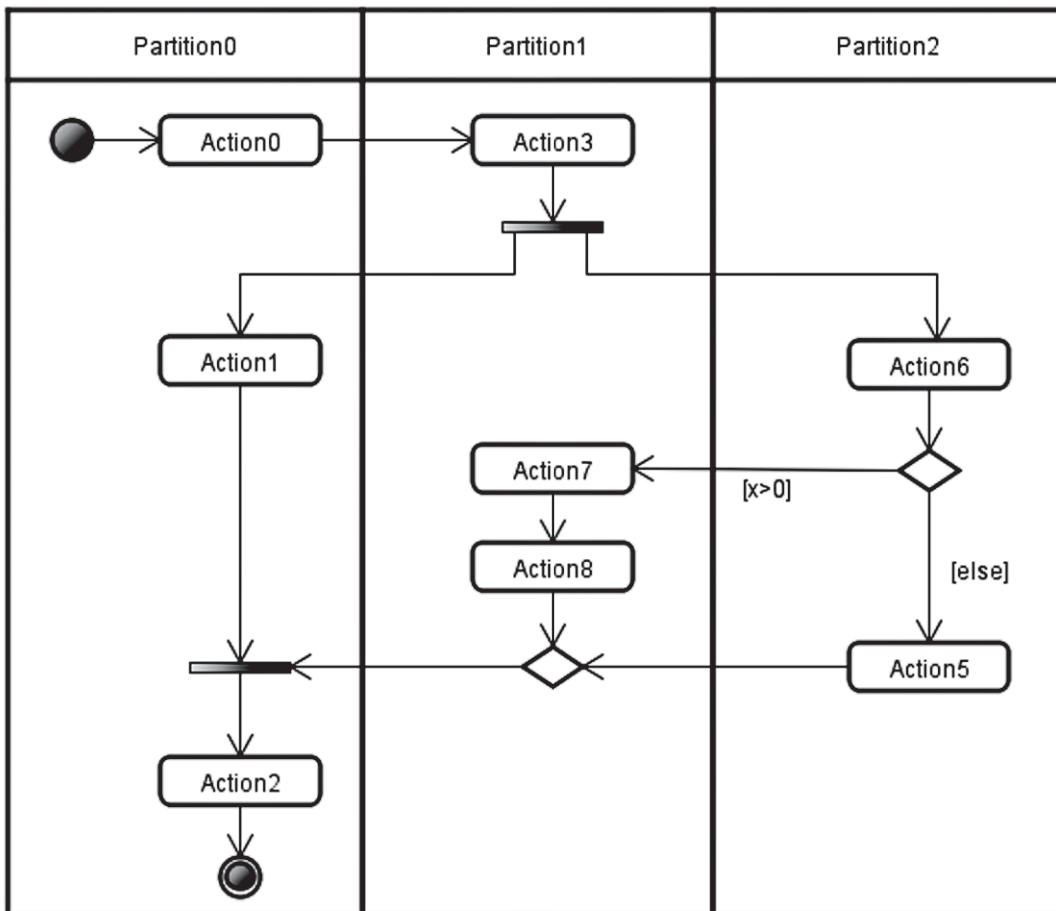 Partition0
Partition1
Partition2
Action0
Action3
Action1
Action6
Action7
[x>0]
Action8
[else]
Action5
Action2